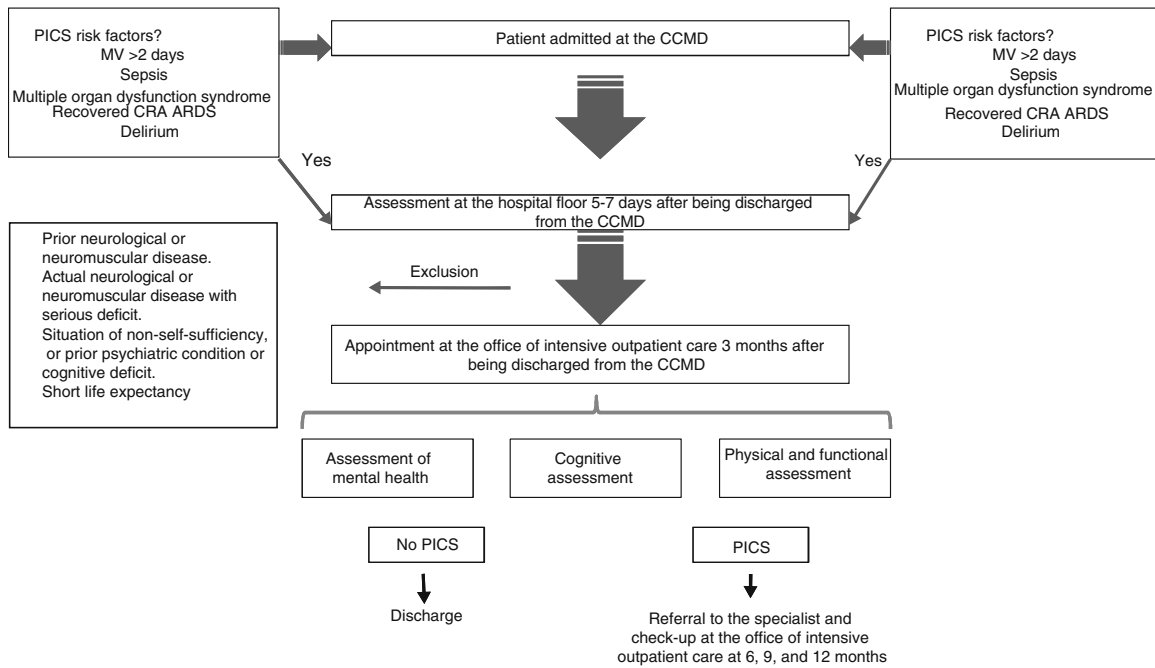 PICS risk factors?
MV >2 days
Sepsis
Multiple organ dysfunction syndrome
Recovered CRA ARDS
Delirium
Patient admitted at the CCMD
PICS risk factors?
MV >2 days
Sepsis
Multiple organ dysfunction syndrome
Recovered CRA ARDS
Delirium
Yes
Yes
Assessment at the hospital floor 5-7 days after being discharged
from the CCMD
Prior neurological or
neuromuscular disease.
Actual neurological or
neuromuscular disease with
serious deficit.
Situation of non-self-sufficiency,
or prior psychiatric condition or
cognitive deficit.
Short life expectancy
Exclusion
Appointment at the office of intensive outpatient care 3 months after
being discharged from the CCMD
Assessment of
mental health
Cognitive
assessment
Physical and functional
assessment
No PICS
PICS
Discharge
Referral to the specialist and
check-up at the office of intensive
outpatient care at 6, 9, and 12 months